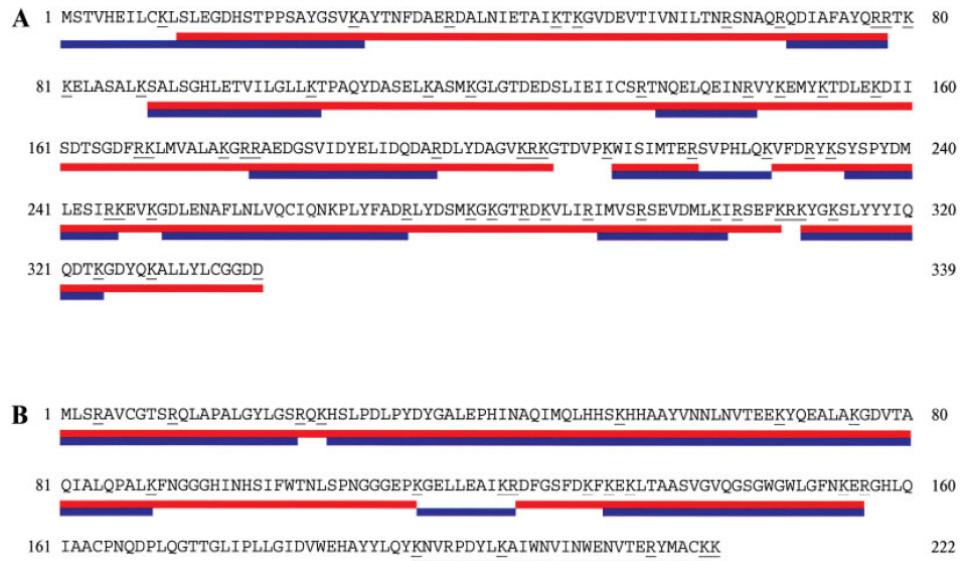 A 1 MSTVHEILCKLSLEGDHSTPPSAYGSVKAYTNFDAERDALNIETAIKTKGVDEVTIVNILTNRSNAQRQDIAFAYQRRTK 80
81 KELASALKSALSGHLETVILGLLKTPAQYDASELKASMKGLGTDEDSLIEIICSRTNQELQEINRVYKEMYKTDLEKDII 160
161 SDTSGDFRKLMVALAKGRRAEDGSVIDYELIDQDARDLYDAGVKRKGTDVPKWISIMTERSVPHLQKVFDRYKSYSPYDM 240
241 LESIRKEVKGDLENAFLNLVQCIQNKPLYFADRLYDSMKGKGTRDKVLIRIMVSRSEVDMLKIRSEFKRKYGKSLYYYIQ 320
321 QDTKGDYQKALLYLCGGDD 339
B 1 MLSRAVCGTSRQLAPALGYLGSRQKHSLPDLPYDYGALEPHINAQIMQLHHSKHHAAYVNNLNVTEEKYQEALAKGDVTA 80
81 QIALQPALKFNGGGHINHSIFWTNLSPNGGGEPKGELLEAIKRDFGSFDKFKEKLTAASVGVQGSGWGWLGFNKERGHLQ 160
161 IAACPNQDPLQGTTGLIPLLGIDVWEHAYYLQYKNVRPDYLKAIWNVINWENVTERYMACKK 222